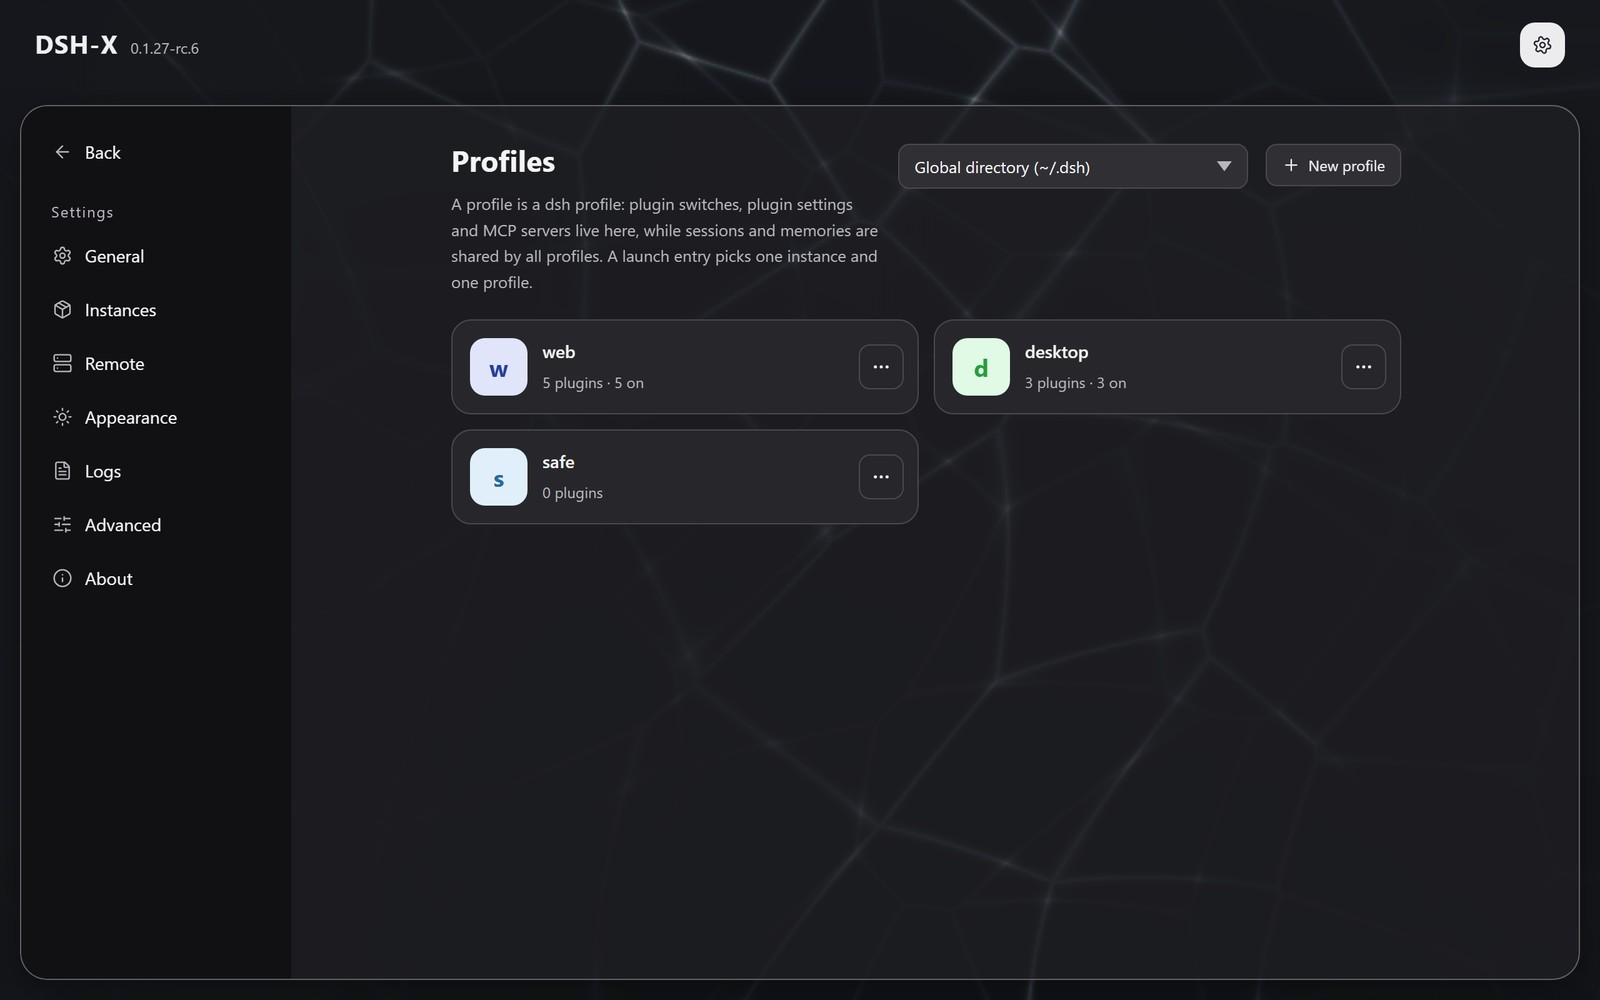 DSH-X 0.1.27-rc.6
Back
Settings
General
Instances
Remote
Appearance
Logs
Advanced
About
Profiles
Global directory (~/.dsh)
New profile
A profile is a dsh profile: plugin switches, plugin settings
and MCP servers live here, while sessions and memories are
shared by all profiles. A launch entry picks one instance and
one profile.
w
web
5 plugins · 5 on
d
desktop
3 plugins · 3 on
s
safe
0 plugins